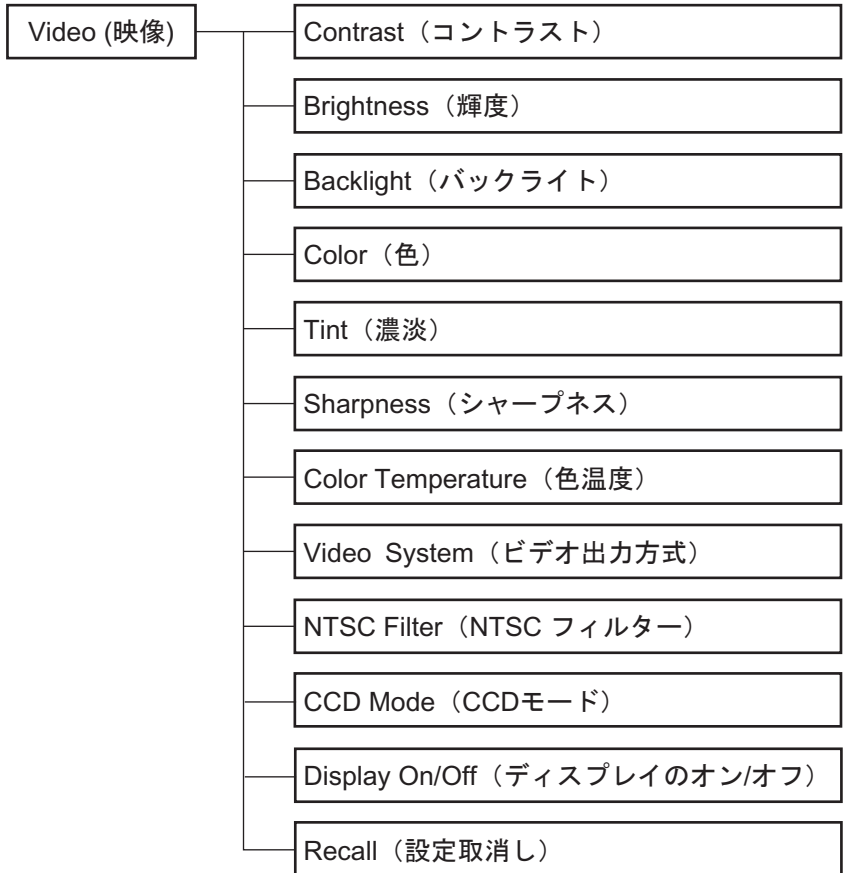 Video (映像)
Contrast（コントラスト）
Brightness（輝度）
Backlight（バックライト）
Color（色）
Tint（濃淡）
Sharpness（シャープネス）
Color Temperature（色温度）
Video System（ビデオ出力方式）
NTSC Filter（NTSC フィルター）
CCD Mode（CCDモード）
Display On/Off（ディスプレイのオン/オフ）
Recall（設定取消し）